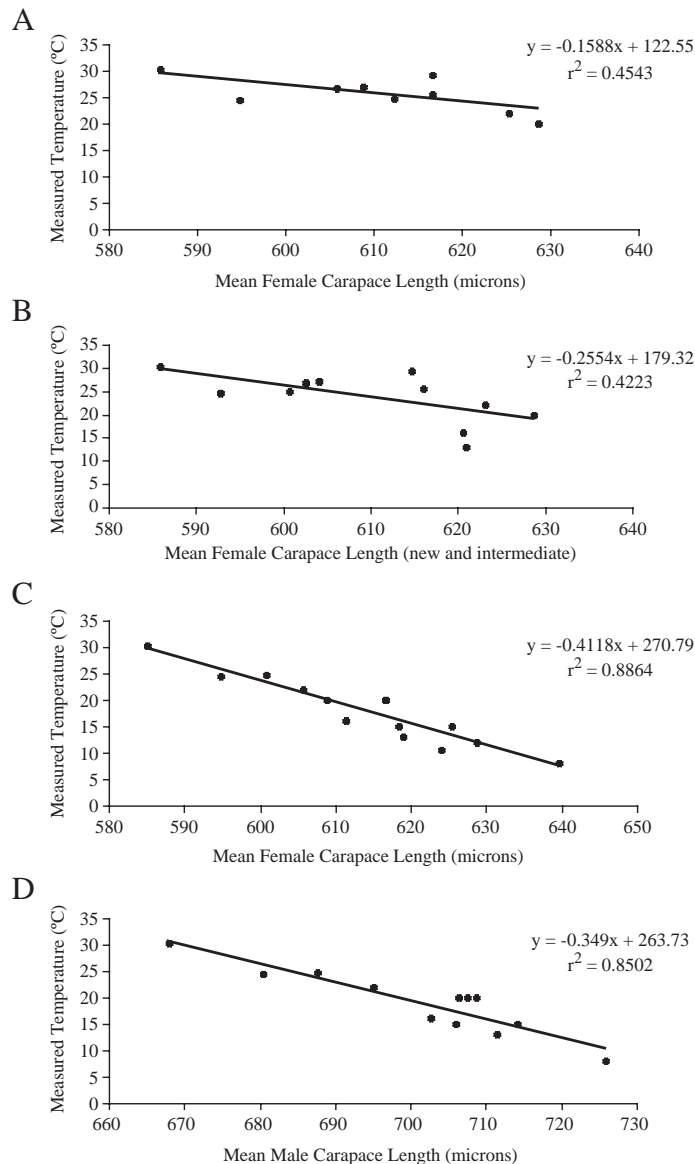 A
Measured Temperature (ºC)
35
30
25
20
15
10
5
0
y = -0.1588x + 122.55
r² = 0.4543
580 590 600 610 620 630 640
Mean Female Carapace Length (microns)
B
Measured Temperature (ºC)
35
30
25
20
15
10
5
0
y = -0.2554x + 179.32
r² = 0.4223
580 590 600 610 620 630 640
Mean Female Carapace Length (new and intermediate)
C
Measured Temperature (ºC)
35
30
25
20
15
10
5
0
y = -0.4118x + 270.79
r² = 0.8864
580 590 600 610 620 630 640 650
Mean Female Carapace Length (microns)
D
Measured Temperature (ºC)
35
30
25
20
15
10
5
0
y = -0.349x + 263.73
r² = 0.8502
660 670 680 690 700 710 720 730
Mean Male Carapace Length (microns)